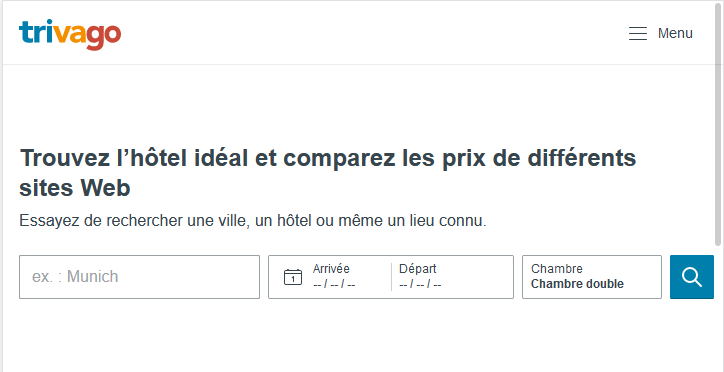 trivago
Menu
Trouvez l’hôtel idéal et comparez les prix de différents
sites Web
Essayez de rechercher une ville, un hôtel ou même un lieu connu.
ex. : Munich
1
Arrivée
-- / -- / --
Départ
-- / -- / --
Chambre
Chambre double